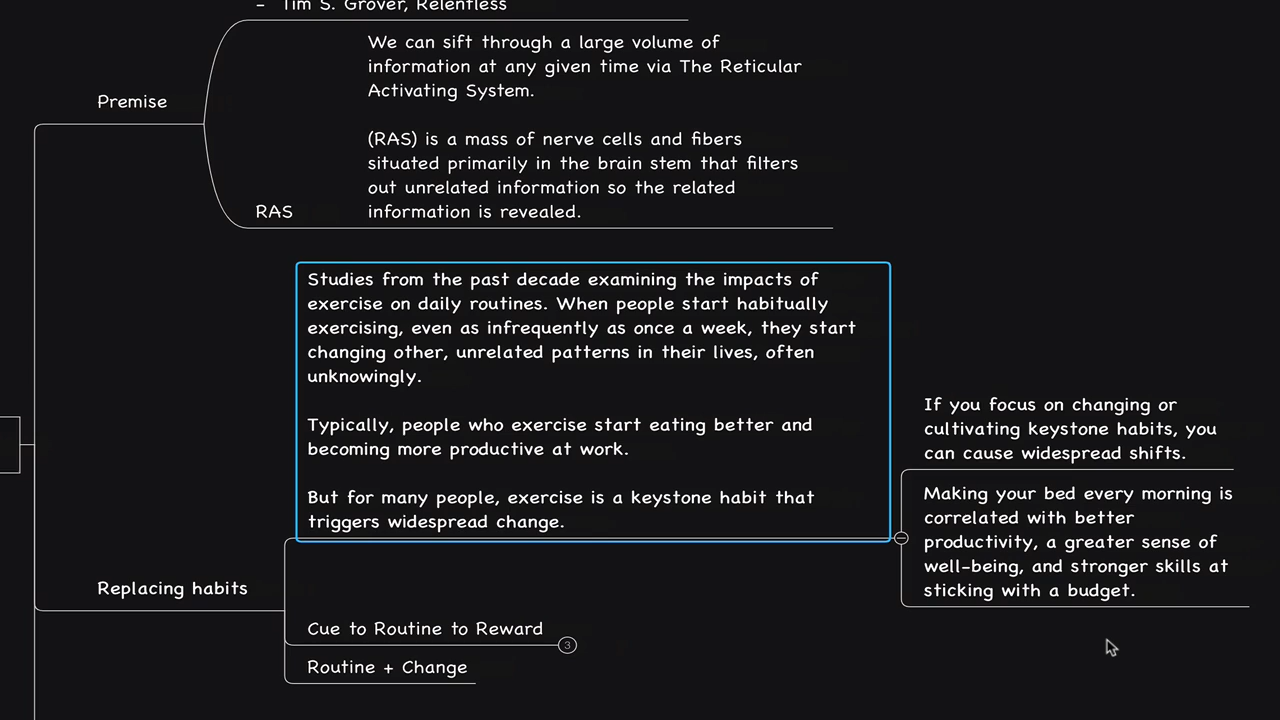 – Tim S. Grover, Relentless
We can sift through a large volume of
information at any given time via The Reticular
Activating System.
(RAS) is a mass of nerve cells and fibers
situated primarily in the brain stem that filters
out unrelated information so the related
information is revealed.
Premise
RAS
Studies from the past decade examining the impacts of
exercise on daily routines. When people start habitually
exercising, even as infrequently as once a week, they start
changing other, unrelated patterns in their lives, often
unknowingly.
Typically, people who exercise start eating better and
becoming more productive at work.
But for many people, exercise is a keystone habit that
triggers widespread change.
If you focus on changing or
cultivating keystone habits, you
can cause widespread shifts.
Making your bed every morning is
correlated with better
productivity, a greater sense of
well-being, and stronger skills at
sticking with a budget.
Replacing habits
Cue to Routine to Reward
3
Routine + Change